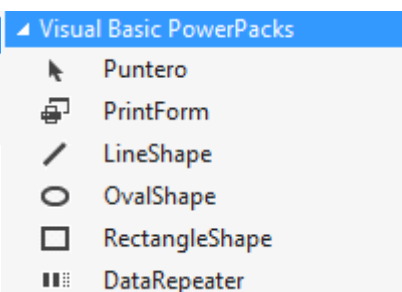 Visual Basic PowerPacks
Puntero
PrintForm
LineShape
OvalShape
RectangleShape
DataRepeater